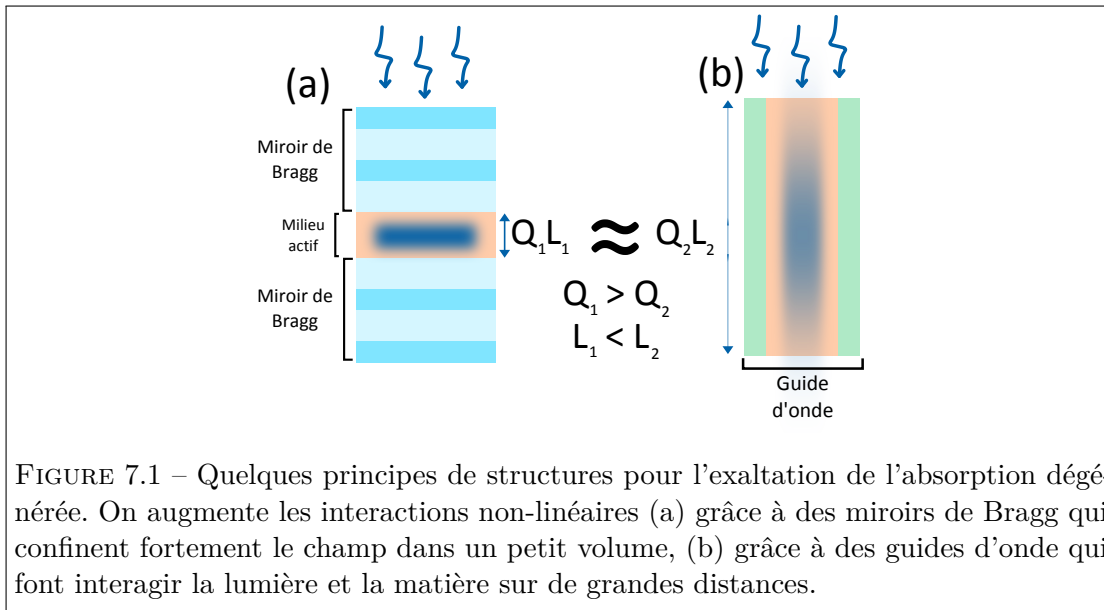 (a)
Miroir de
Bragg
Milieu
actif
Miroir de
Bragg
Q₁L₁ ≈ Q₂L₂
Q₁ > Q₂
L₁ < L₂
(b)
Guide
d'onde
FIGURE 7.1 – Quelques principes de structures pour l'exaltation de l'absorption dégé-
nérée. On augmente les interactions non-linéaires (a) grâce à des miroirs de Bragg qui
confinent fortement le champ dans un petit volume, (b) grâce à des guides d'onde qui
font interagir la lumière et la matière sur de grandes distances.